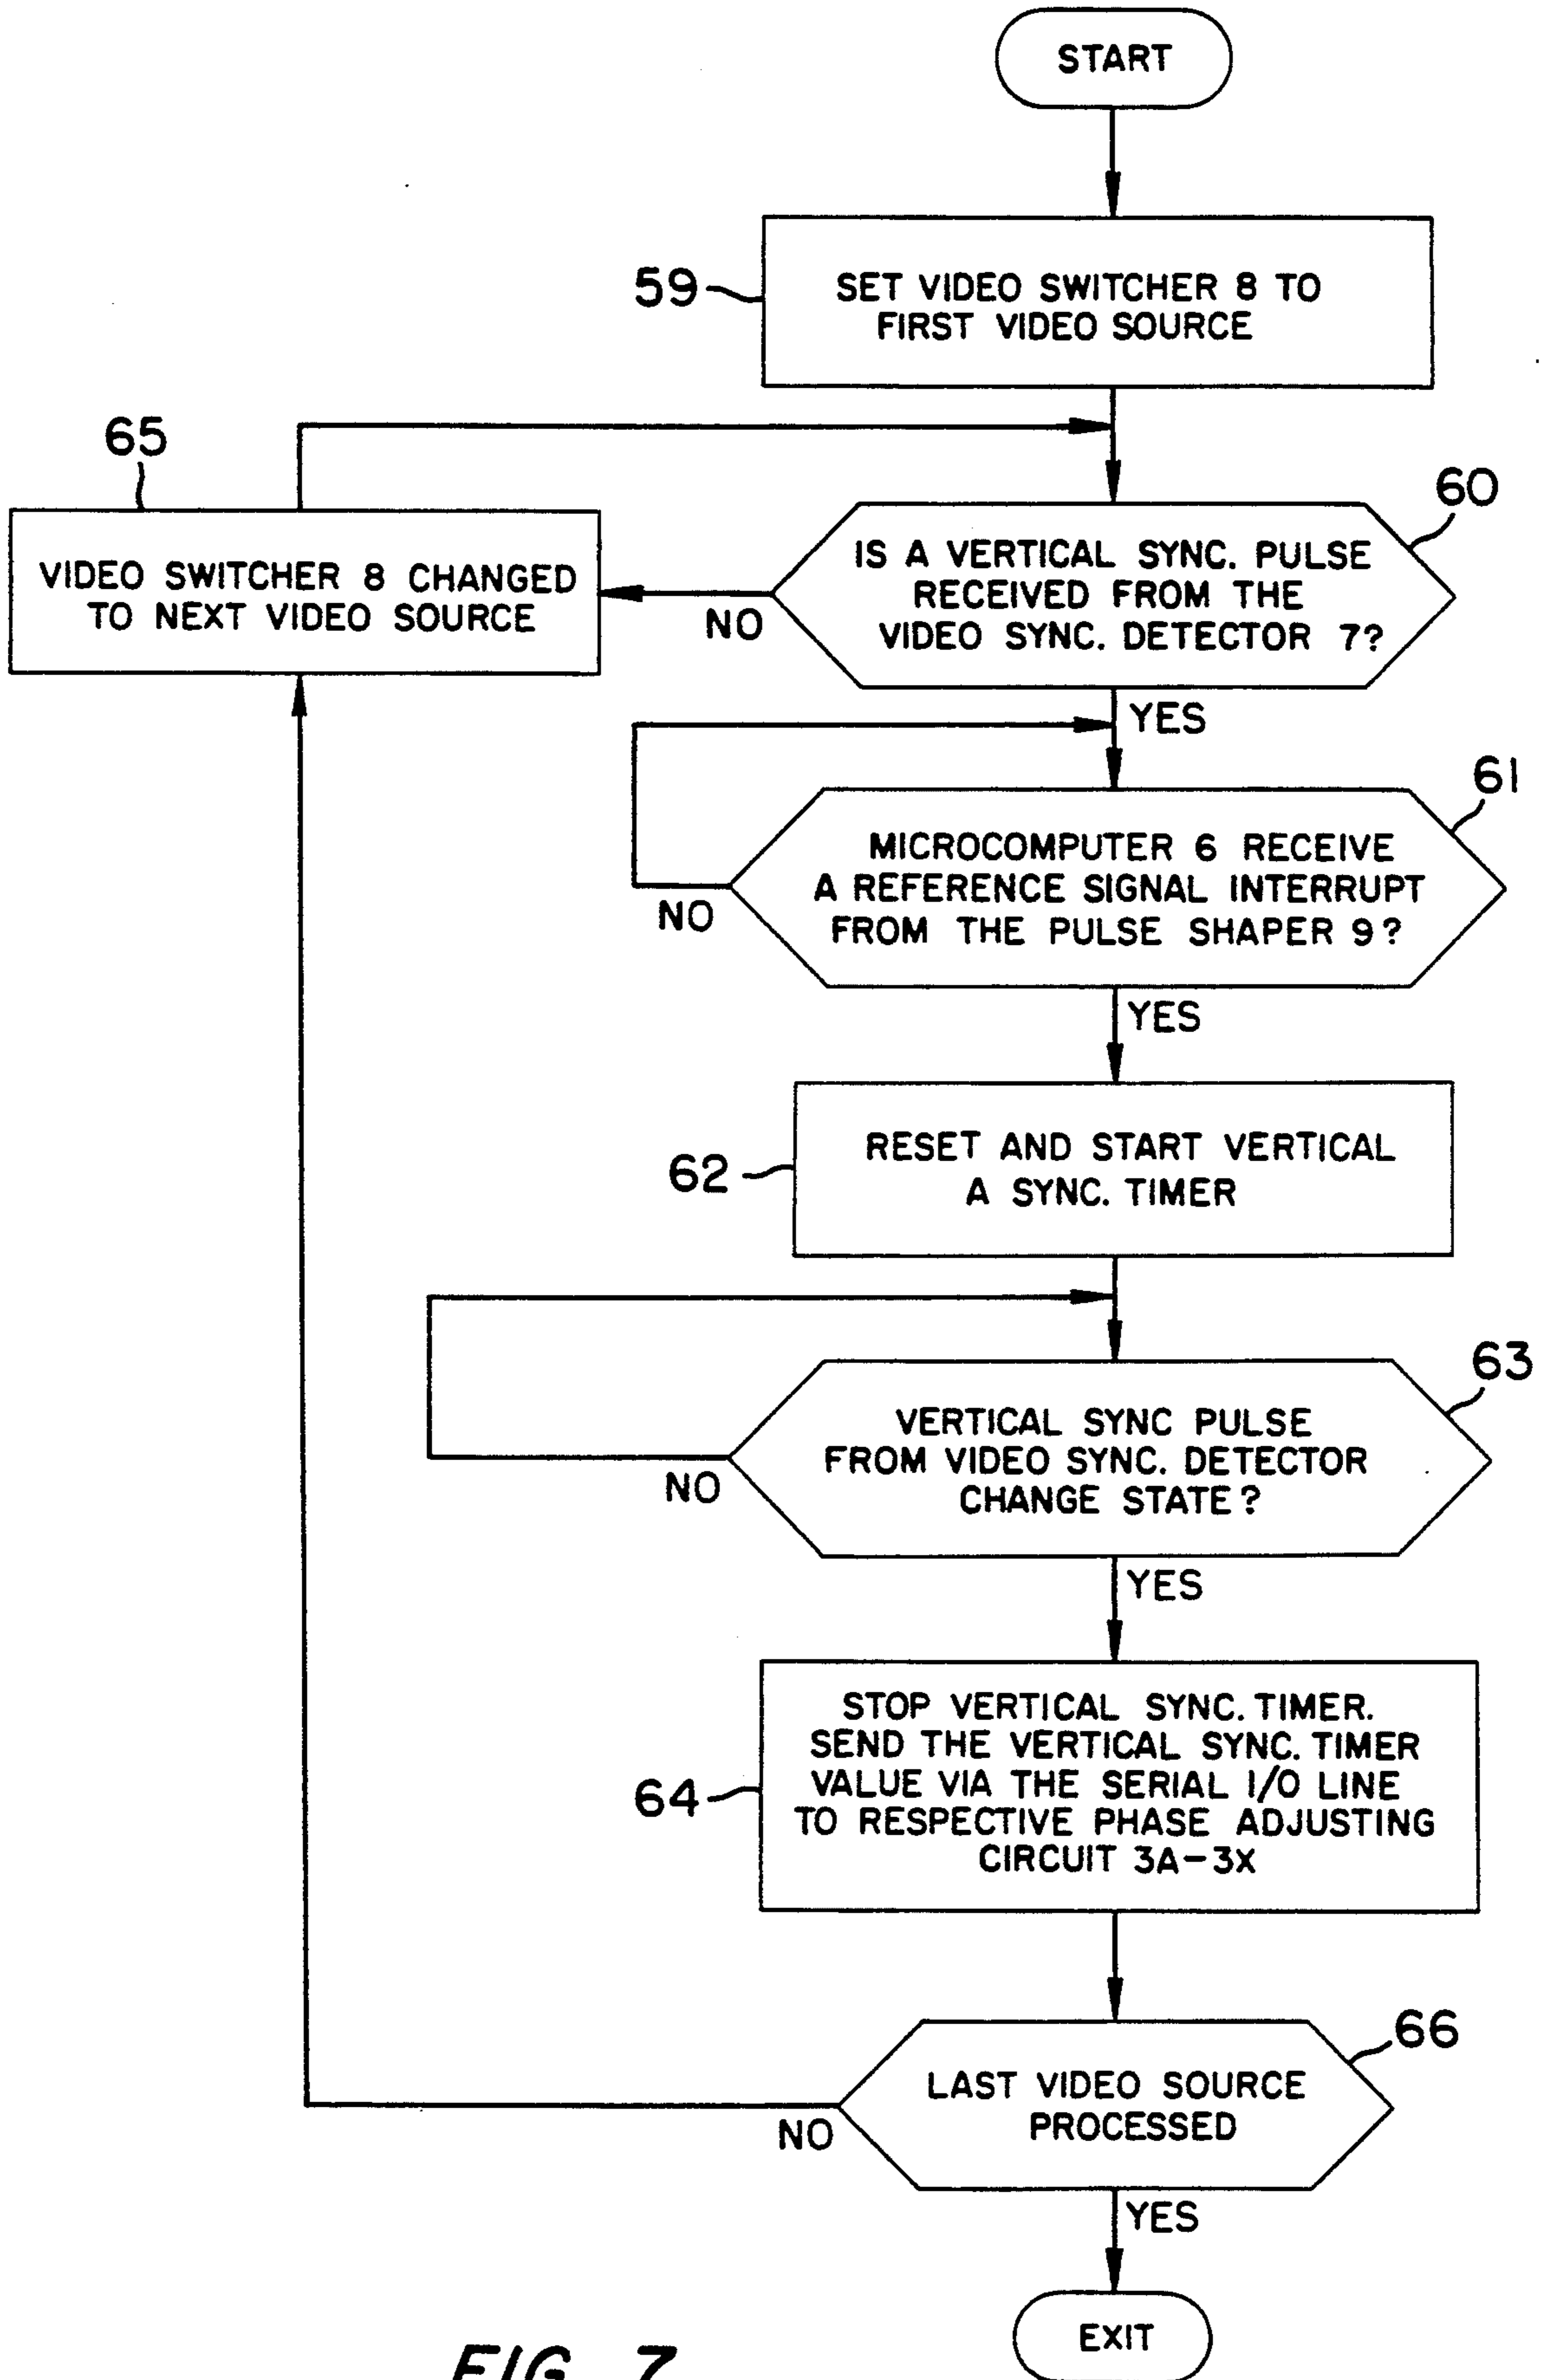 START
59
SET VIDEO SWITCHER 8 TO
FIRST VIDEO SOURCE
65
VIDEO SWITCHER 8 CHANGED
TO NEXT VIDEO SOURCE
60
IS A VERTICAL SYNC. PULSE
RECEIVED FROM THE
VIDEO SYNC. DETECTOR 7?
NO
YES
61
MICROCOMPUTER 6 RECEIVE
A REFERENCE SIGNAL INTERRUPT
FROM THE PULSE SHAPER 9?
NO
YES
62
RESET AND START VERTICAL
A SYNC. TIMER
63
VERTICAL SYNC PULSE
FROM VIDEO SYNC. DETECTOR
CHANGE STATE?
NO
YES
64
STOP VERTICAL SYNC. TIMER.
SEND THE VERTICAL SYNC. TIMER
VALUE VIA THE SERIAL I/O LINE
TO RESPECTIVE PHASE ADJUSTING
CIRCUIT 3A-3X
66
LAST VIDEO SOURCE
PROCESSED
NO
YES
EXIT
FIG. 7